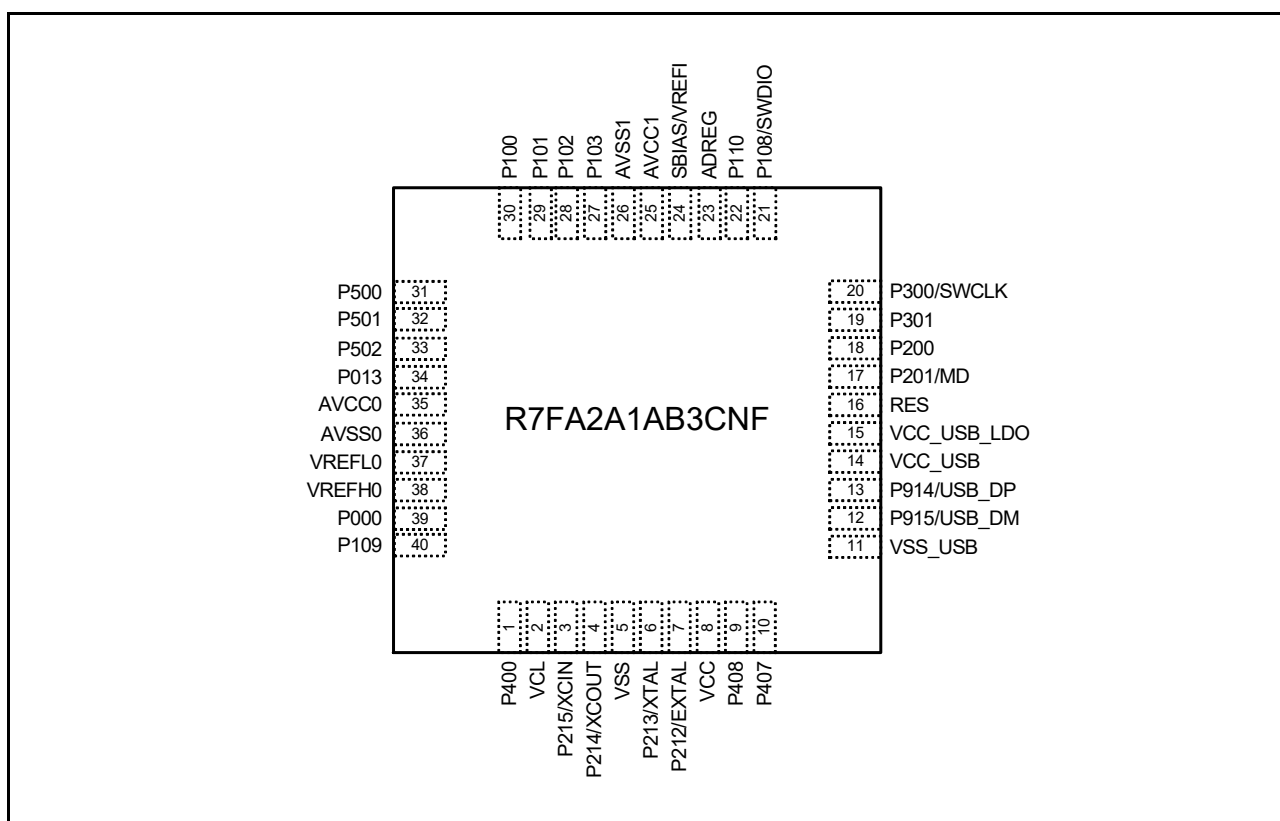 P100
P101
P102
P103
AVSS1
AVCC1
SBIAS/VREFI
ADREG
P110
P108/SWDIO
30
29
28
27
26
25
24
23
22
21
P500 31
P501 32
P502 33
P013 34
AVCC0 35
AVSS0 36
VREFL0 37
VREFH0 38
P000 39
P109 40
R7FA2A1AB3CNF
20 P300/SWCLK
19 P301
18 P200
17 P201/MD
16 RES
15 VCC_USB_LDO
14 VCC_USB
13 P914/USB_DP
12 P915/USB_DM
11 VSS_USB
1
2
3
4
5
6
7
8
9
10
P400
VCL
P215/XCIN
P214/XCOUT
VSS
P213/XTAL
P212/EXTAL
VCC
P408
P407